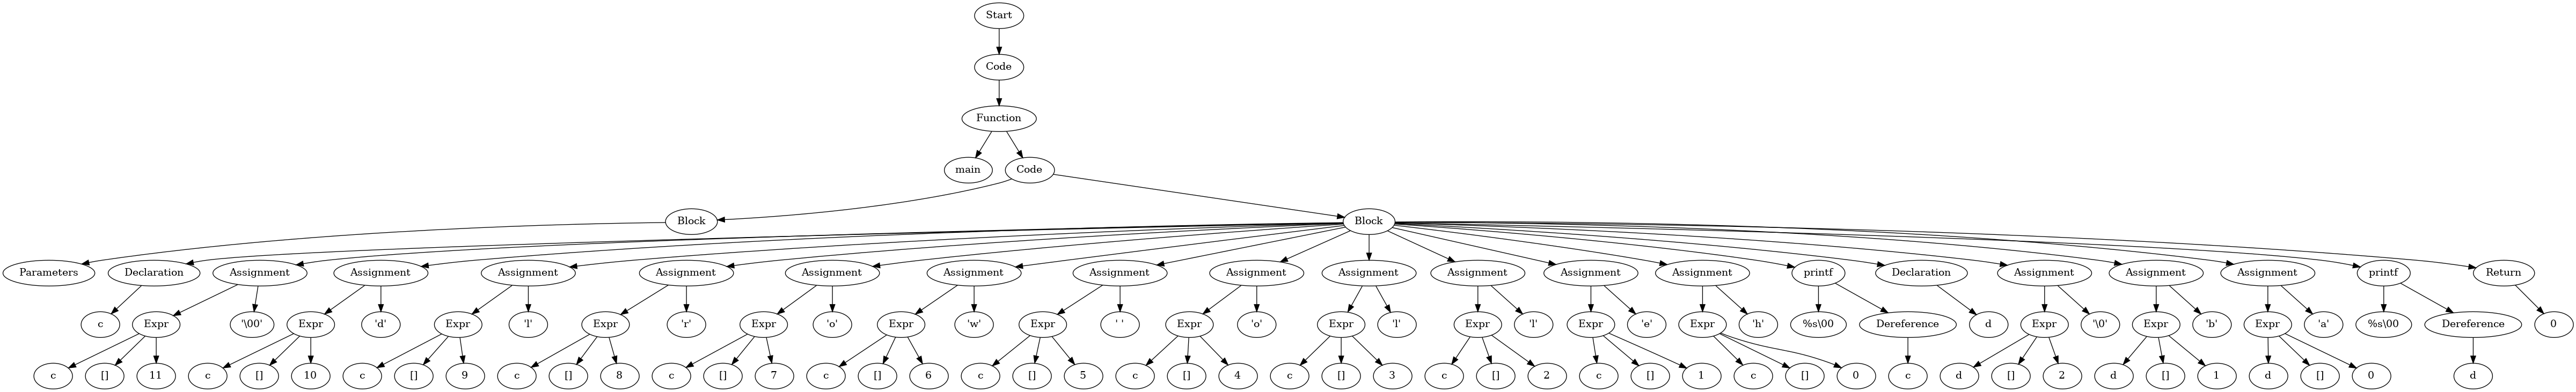 Start
Code
Function
main Code
Block Block
Parameters Declaration Assignment Assignment Assignment Assignment Assignment Assignment Assignment Assignment Assignment Assignment Assignment Assignment printf Declaration Assignment Assignment Assignment printf Return
c Expr '\00' Expr 'd' Expr 'l' Expr 'r' Expr 'o' Expr 'w' Expr ' ' Expr 'o' Expr 'l' Expr 'l' Expr 'e' Expr 'h' %s\00 Dereference d Expr '\0' Expr 'b' Expr 'a' %s\00 Dereference 0
c [] 11 c [] 10 c [] 9 c [] 8 c [] 7 c [] 6 c [] 5 c [] 4 c [] 3 c [] 2 c [] 1 c [] 0 c d [] 2 d [] 1 d [] 0 d